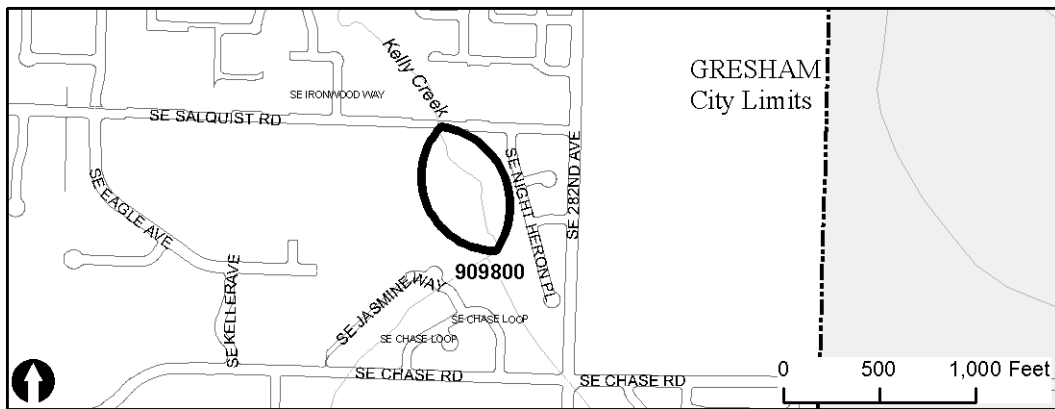 Kelly Creek
GRESHAM
City Limits
SE IRONWOOD WAY
SE SALQUIST RD
SE NIGHT HERON PL
SE 282ND AVE
SE EAGLE AVE
909800
SE JASMINE WAY
SE KELLERAVE
SE CHASE LOOP
SE CHASE LOOP
SE CHASE RD
SE CHASE RD
0 500 1,000 Feet